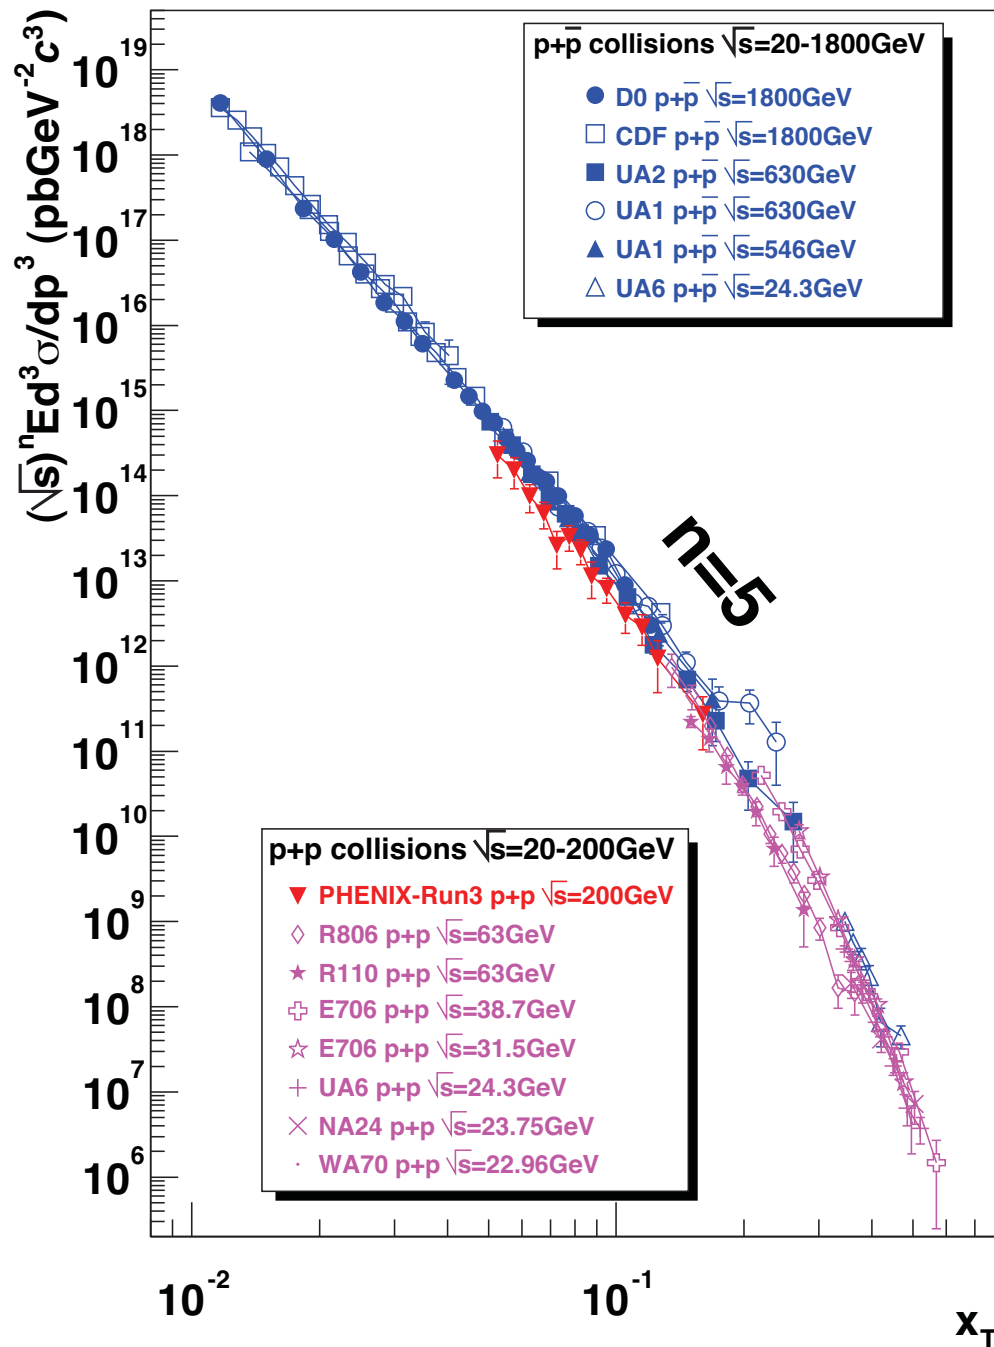 (√s)ⁿEd³σ/dp³ (pbGeV⁻²c³)
10¹⁹
10¹⁸
10¹⁷
10¹⁶
10¹⁵
10¹⁴
10¹³
10¹²
10¹¹
10¹⁰
10⁹
10⁸
10⁷
10⁶
p+p̅ collisions √s=20-1800GeV
D0 p+p̅ √s=1800GeV
CDF p+p̅ √s=1800GeV
UA2 p+p̅ √s=630GeV
UA1 p+p̅ √s=630GeV
UA1 p+p̅ √s=546GeV
UA6 p+p̅ √s=24.3GeV
n=5
p+p collisions √s=20-200GeV
PHENIX-Run3 p+p √s=200GeV
R806 p+p √s=63GeV
R110 p+p √s=63GeV
E706 p+p √s=38.7GeV
E706 p+p √s=31.5GeV
UA6 p+p √s=24.3GeV
NA24 p+p √s=23.75GeV
WA70 p+p √s=22.96GeV
10⁻² 10⁻¹
x_T